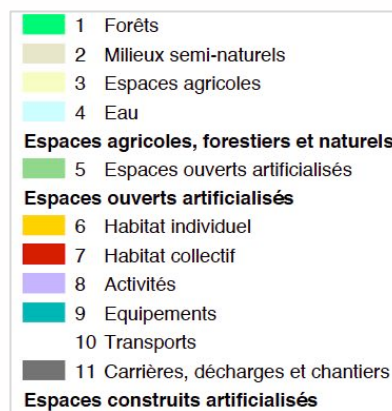 1 Forêts
2 Milieux semi-naturels
3 Espaces agricoles
4 Eau
Espaces agricoles, forestiers et naturels
5 Espaces ouverts artificialisés
Espaces ouverts artificialisés
6 Habitat individuel
7 Habitat collectif
8 Activités
9 Equipements
10 Transports
11 Carrières, décharges et chantiers
Espaces construits artificialisés